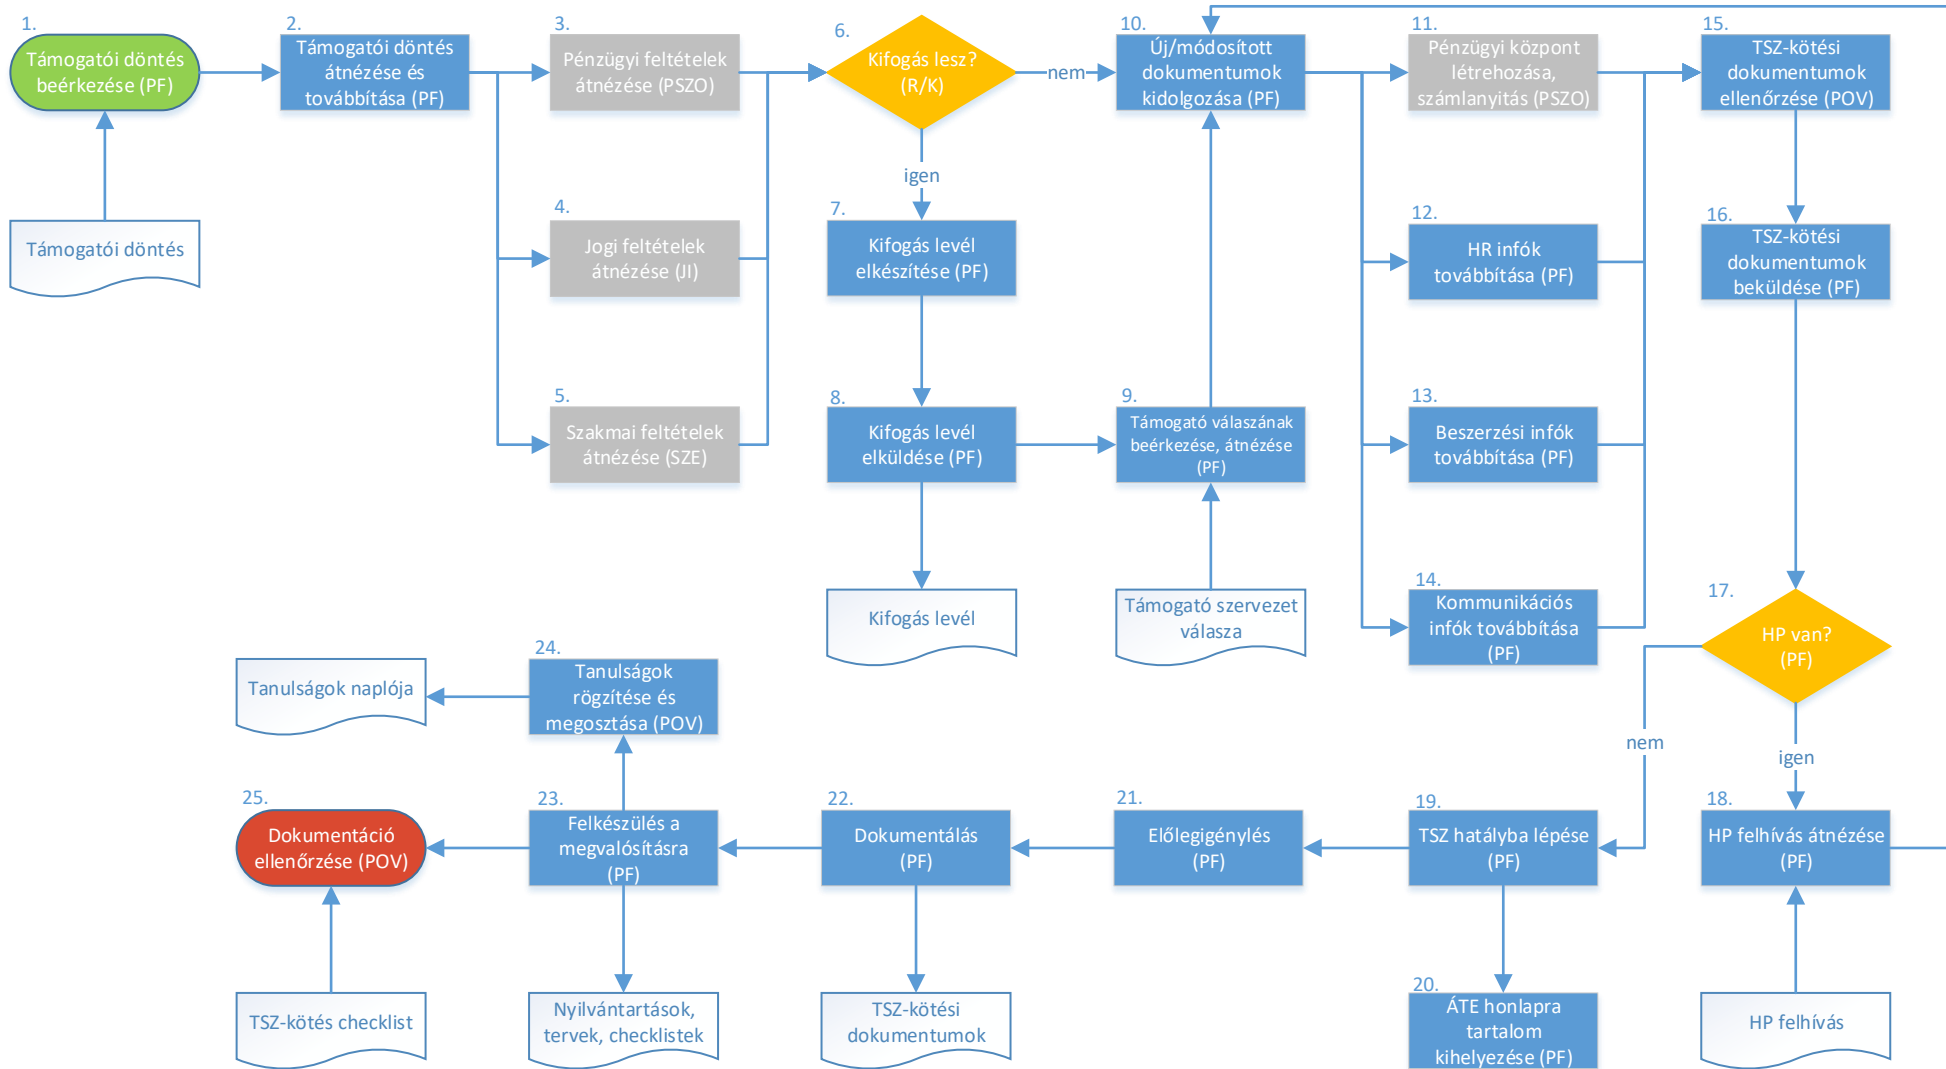 1.
Támogatói döntés
beérkezése (PF)
2.
Támogatói döntés
átnézése és
továbbítása (PF)
3.
Pénzügyi feltételek
átnézése (PSZO)
6.
Kifogás lesz?
(R/K)
nem
10.
Új/módosított
dokumentumok
kidolgozása (PF)
11.
Pénzügyi központ
létrehozása,
számlanyitás (PSZO)
15.
TSZ-kötési
dokumentumok
ellenőrzése (POV)
igen
Támogatói döntés
4.
Jogi feltételek
átnézése (JI)
7.
Kifogás levél
elkészítése (PF)
12.
HR infók
továbbítása (PF)
16.
TSZ-kötési
dokumentumok
beküldése (PF)
5.
Szakmai feltételek
átnézése (SZE)
8.
Kifogás levél
elküldése (PF)
9.
Támogató válaszának
beérkezése, átnézése
(PF)
13.
Beszerzési infók
továbbítása (PF)
Kifogás levél
Támogató szervezet
válasza
14.
Kommunikációs
infók továbbítása
(PF)
17.
HP van?
(PF)
nem
igen
Tanulságok naplója
24.
Tanulságok
rögzítése és
megosztása (POV)
25.
Dokumentáció
ellenőrzése (POV)
23.
Felkészülés a
megvalósításra
(PF)
22.
Dokumentálás
(PF)
21.
Előlegigénylés
(PF)
19.
TSZ hatályba lépése
(PF)
18.
HP felhívás átnézése
(PF)
TSZ-kötés checklist
Nyilvántartások,
tervek, checklistek
TSZ-kötési
dokumentumok
20.
ÁTE honlapra
tartalom
kihelyezése (PF)
HP felhívás